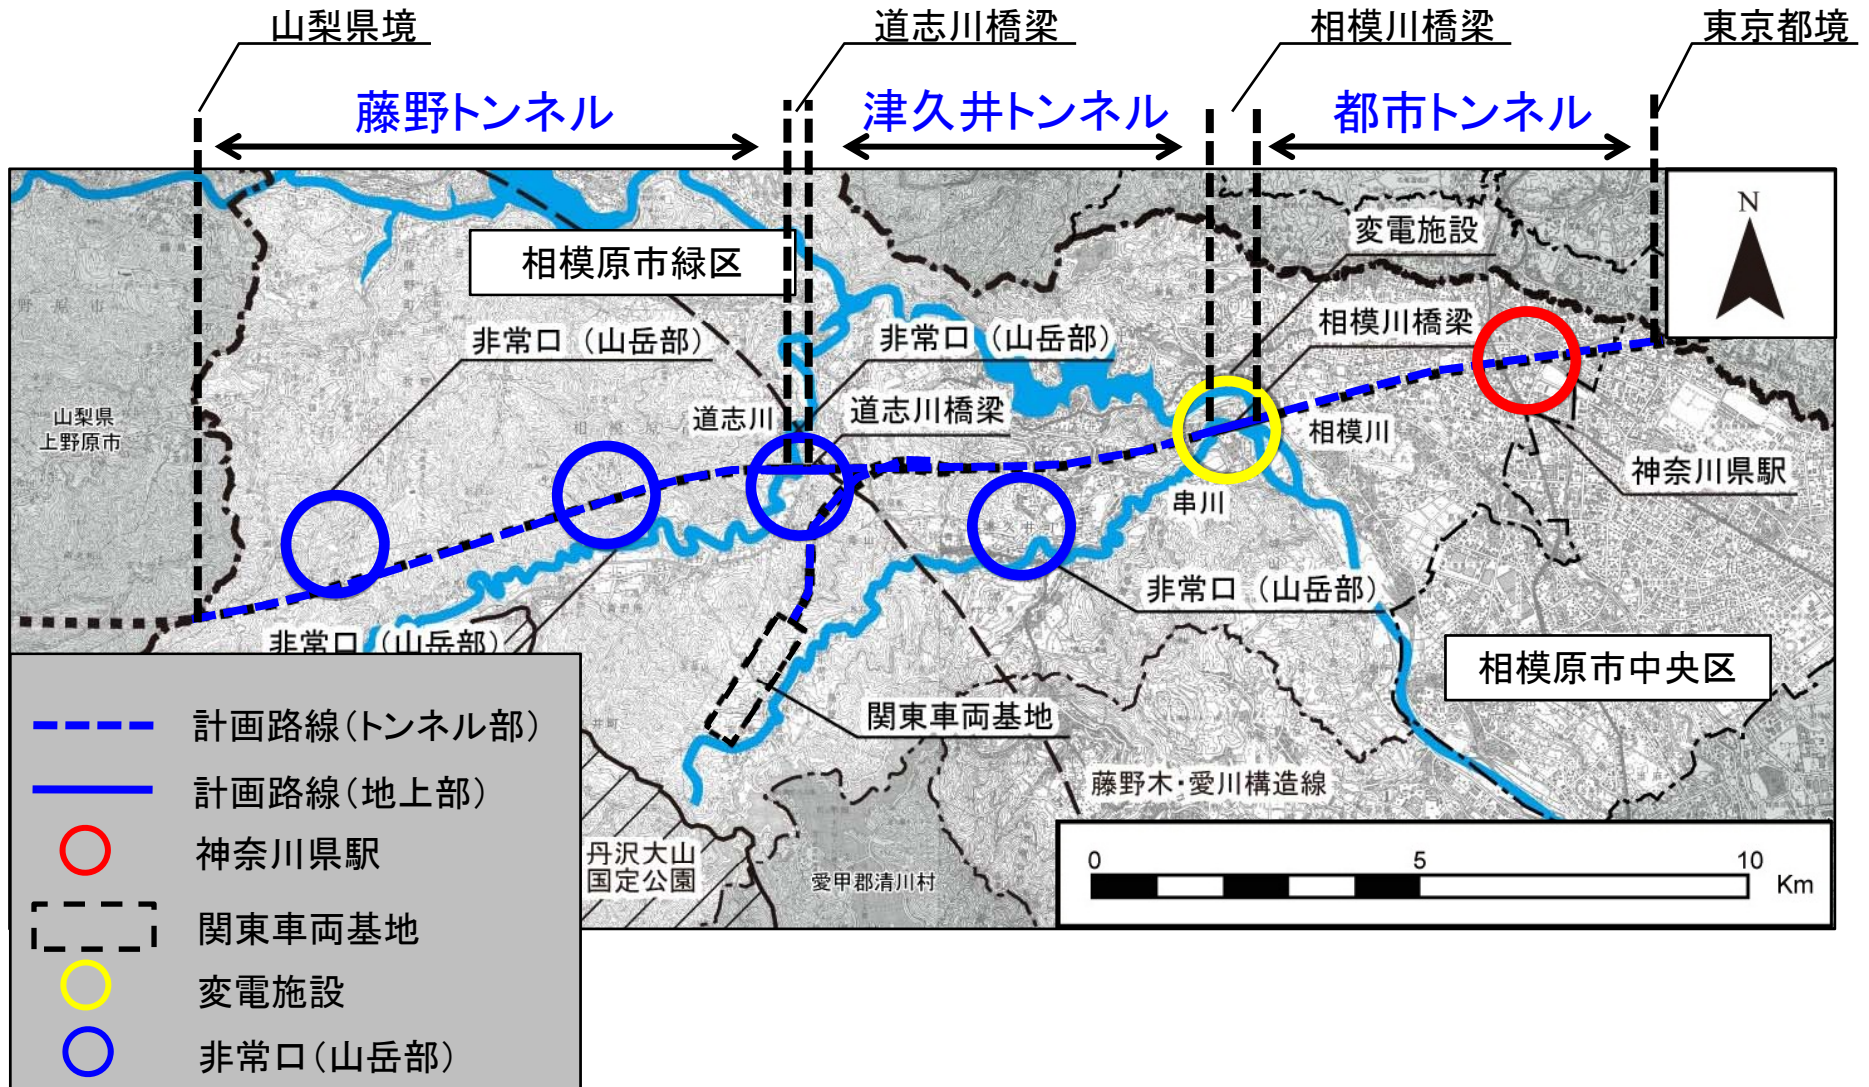 山梨県境
道志川橋梁
相模川橋梁
東京都境
藤野トンネル
津久井トンネル
都市トンネル
N
変電施設
相模原市緑区
相模川橋梁
非常口（山岳部）
非常口（山岳部）
道志川
道志川橋梁
山梨県
上野原市
相模川
神奈川県駅
串川
非常口（山岳部）
非常口（山岳部）
相模原市中央区
関東車両基地
藤野木・愛川構造線
丹沢大山
国定公園
愛甲郡清川村
計画路線（トンネル部）
計画路線（地上部）
神奈川県駅
関東車両基地
変電施設
非常口（山岳部）
0 5 10
Km